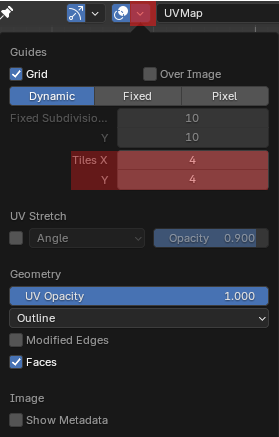 UVMap
Guides
Grid Over Image
Dynamic Fixed Pixel
Fixed Subdivisio... 10
Y 10
Tiles X 4
Y 4
UV Stretch
Angle Opacity 0.900
Geometry
UV Opacity 1.000
Outline
Modified Edges
Faces
Image
Show Metadata